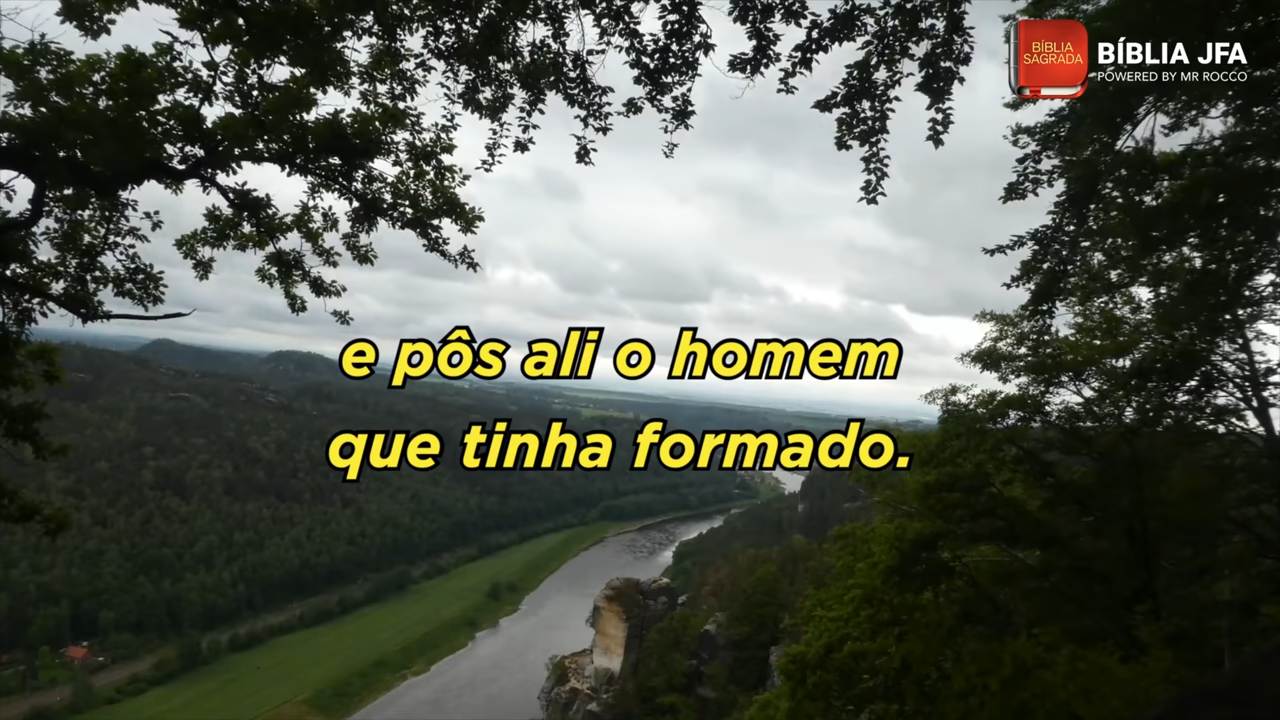 BÍBLIA
SAGRADA
BÍBLIA JFA
POWERED BY MR ROCCO
e pôs ali o homem
que tinha formado.